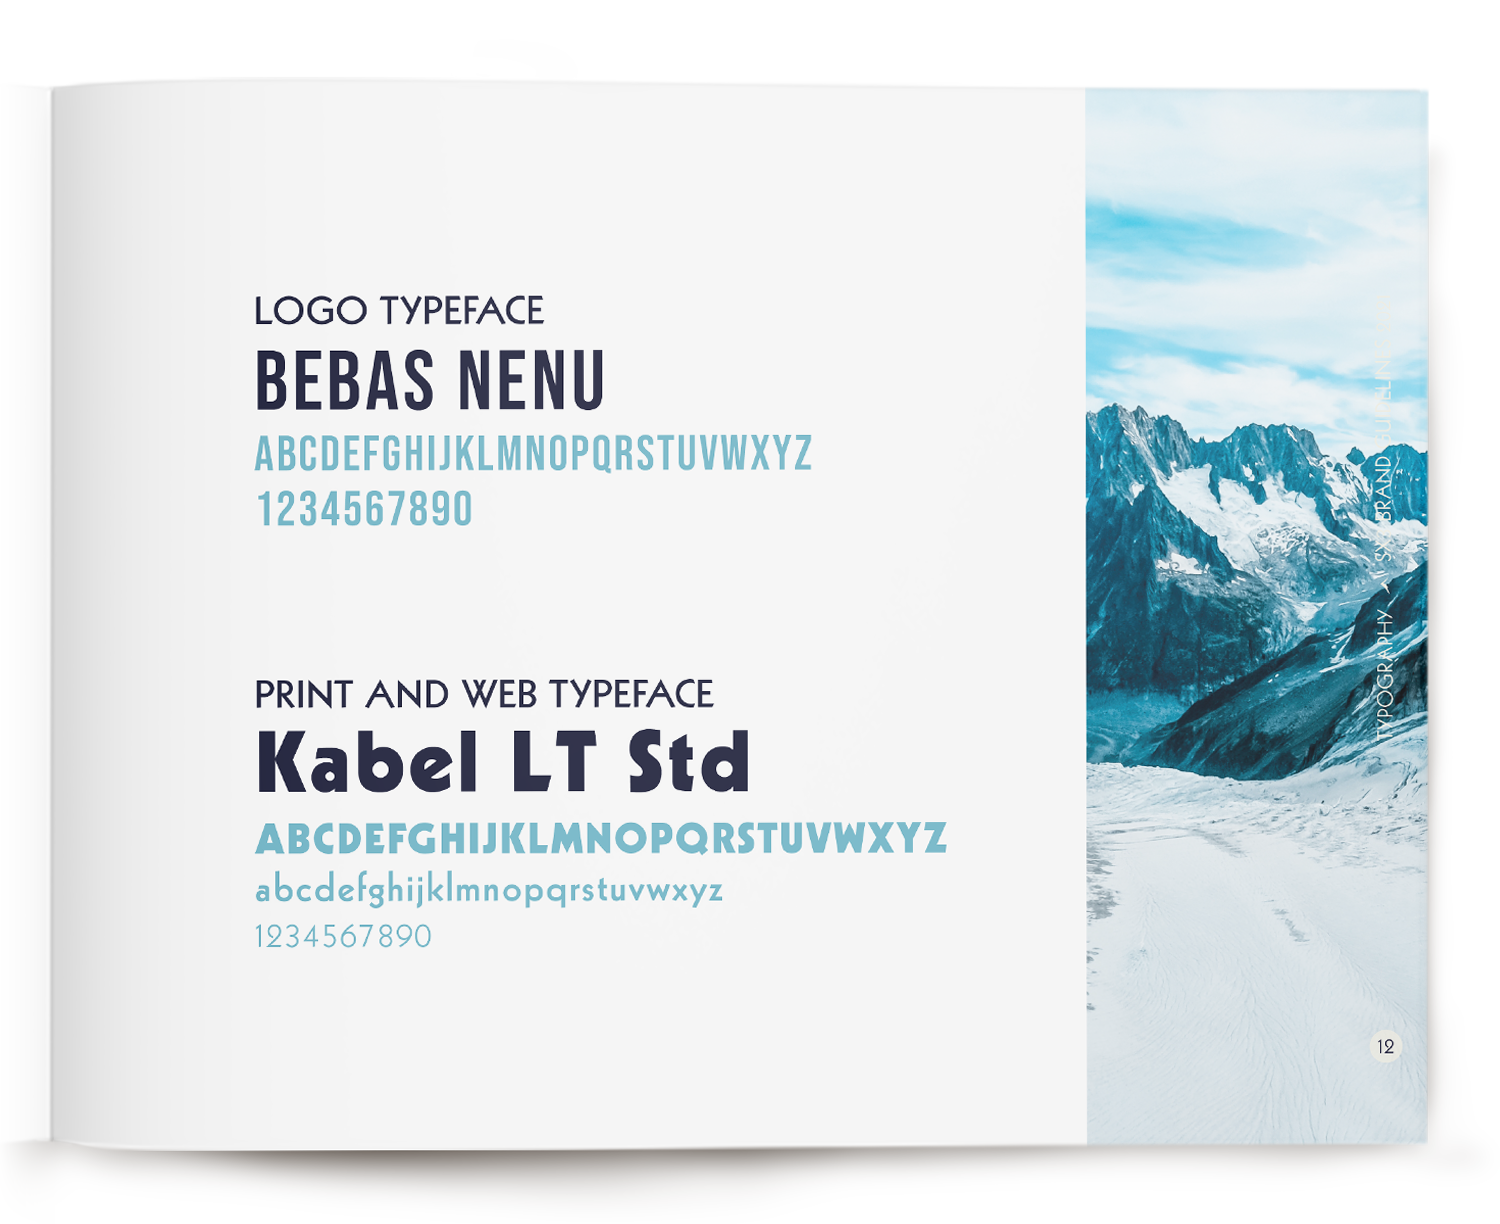 LOGO TYPEFACE
BEBAS NENU
ABCDEFGHIJKLMNOPQRSTUVWXYZ
1234567890
PRINT AND WEB TYPEFACE
Kabel LT Std
ABCDEFGHIJKLMNOPQRSTUVWXYZ
abcdefghijklmnopqrstuvwxyz
1234567890
TYPOGRAPHY
BRAND
12